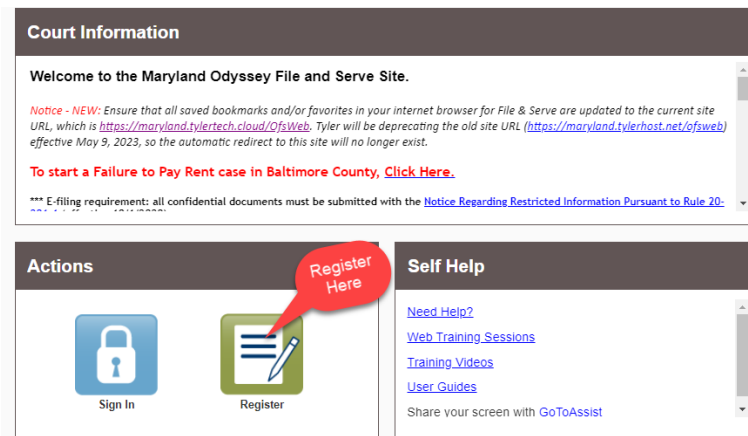 Court Information
Welcome to the Maryland Odyssey File and Serve Site.
Notice - NEW: Ensure that all saved bookmarks and/or favorites in your internet browser for File & Serve are updated to the current site
URL, which is https://maryland.tylertech.cloud/OfsWeb. Tyler will be deprecating the old site URL (https://maryland.tylerhost.net/ofsweb)
effective May 9, 2023, so the automatic redirect to this site will no longer exist.
To start a Failure to Pay Rent case in Baltimore County, Click Here.
*** E-filing requirement: all confidential documents must be submitted with the Notice Regarding Restricted Information Pursuant to Rule 20-
Actions
Register
Here
Sign In
Register
Self Help
Need Help?
Web Training Sessions
Training Videos
User Guides
Share your screen with GoToAssist